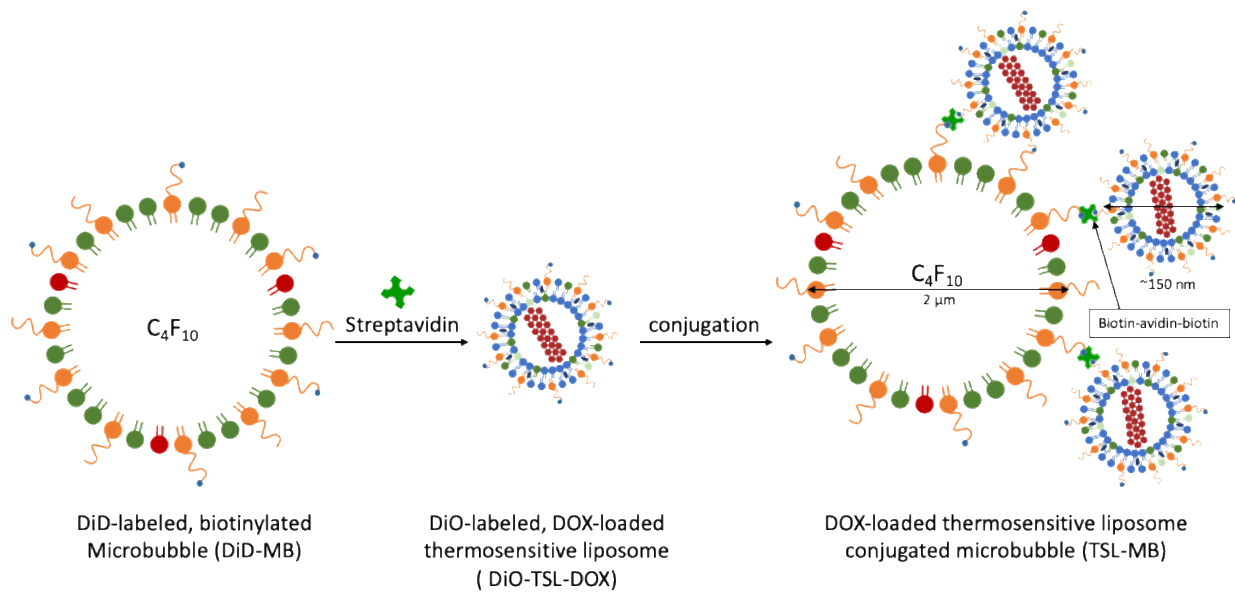 C₄F₁₀
Streptavidin
conjugation
C₄F₁₀
2 µm
~150 nm
Biotin-avidin-biotin
DiD-labeled, biotinylated
Microbubble (DiD-MB)
DiO-labeled, DOX-loaded
thermosensitive liposome
( DiO-TSL-DOX)
DOX-loaded thermosensitive liposome
conjugated microbubble (TSL-MB)